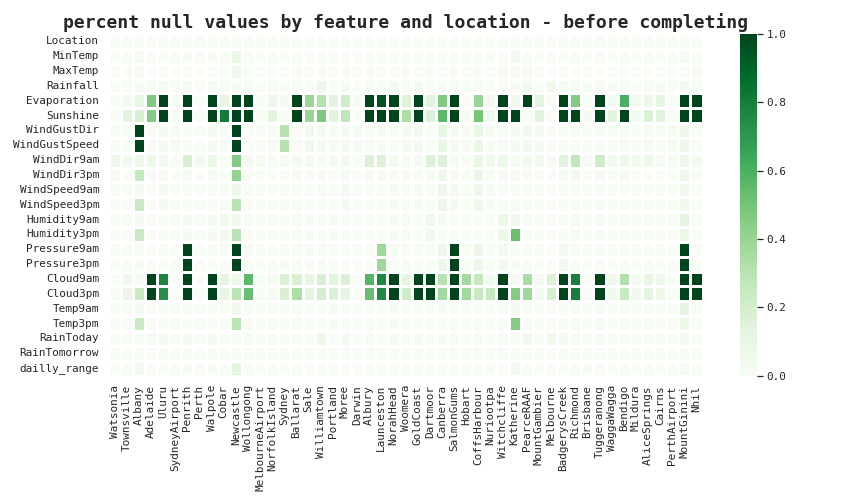 percent null values by feature and location - before completing
Location
MinTemp
MaxTemp
Rainfall
Evaporation
Sunshine
WindGustDir
WindGustSpeed
WindDir9am
WindDir3pm
WindSpeed9am
WindSpeed3pm
Humidity9am
Humidity3pm
Pressure9am
Pressure3pm
Cloud9am
Cloud3pm
Temp9am
Temp3pm
RainToday
RainTomorrow
dailly_range
1.0
0.8
0.6
0.4
0.2
0.0
Watsonia
Townsville
Albany
Adelaide
Uluru
SydneyAirport
Penrith
Perth
Walpole
Cobar
Newcastle
Wollongong
MelbourneAirport
NorfolkIsland
Sydney
Ballarat
Sale
Williamtown
Portland
Moree
Darwin
Albury
Launceston
NorahHead
Woomera
GoldCoast
Dartmoor
Canberra
SalmonGums
Hobart
CoffsHarbour
Nuriootpa
Witchcliffe
Katherine
PearceRAAF
MountGambier
Melbourne
BadgerysCreek
Richmond
Brisbane
Tuggeranong
WaggaWagga
Bendigo
Mildura
AliceSprings
Cairns
PerthAirport
MountGinini
Nhil